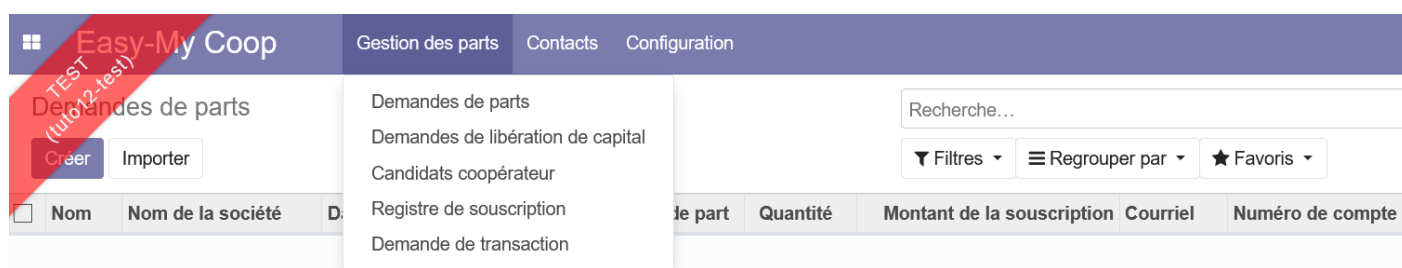 Easy-My Coop Gestion des parts Contacts Configuration
TEST
(tuto12-test)
Demandes de parts
Recherche...
Créer Importer
Filtres Regrouper par Favoris
Demandes de parts
Demandes de libération de capital
Candidats coopérateur
Registre de souscription
Demande de transaction
Nom Nom de la société de part Quantité Montant de la souscription Courriel Numéro de compte